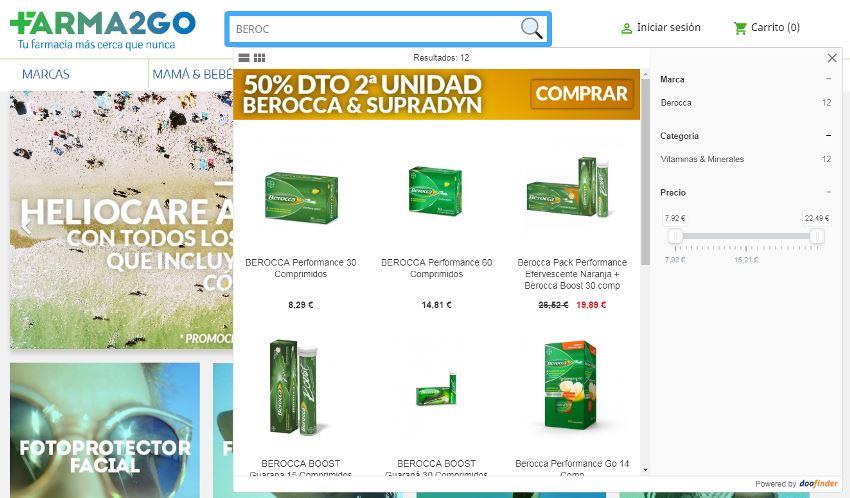 +FARMA2GO
Tu farmacia más cerca que nunca
BEROC
Iniciar sesión
Carrito (0)
MARCAS
MAMÁ & BEBÉ
Resultados: 12
50% DTO 2ª UNIDAD
BEROCCA & SUPRADYN
COMPRAR
BEROCCA Performance 30
Comprimidos
8,29 €
BEROCCA Performance 60
Comprimidos
14,81 €
Berocca Pack Performance
Efervescente Naranja +
Berocca Boost 30 comp
26,52 € 19,89 €
BEROCCA BOOST
Guarana 15 Comprimidos
BEROCCA BOOST
Guaraná 30 Comprimidos
Berocca Performance Go 14
Comp
Marca
Berocca 12
Categoría
Vitaminas & Minerales 12
Precio
7,92 € 22,49 €
7,92 € 15,21 €
HELIOCARE A
CON TODOS LOS
QUE INCLUY
CÓ
* PROMOCI
FOTOPROTECTOR
FACIAL
Powered by doofinder